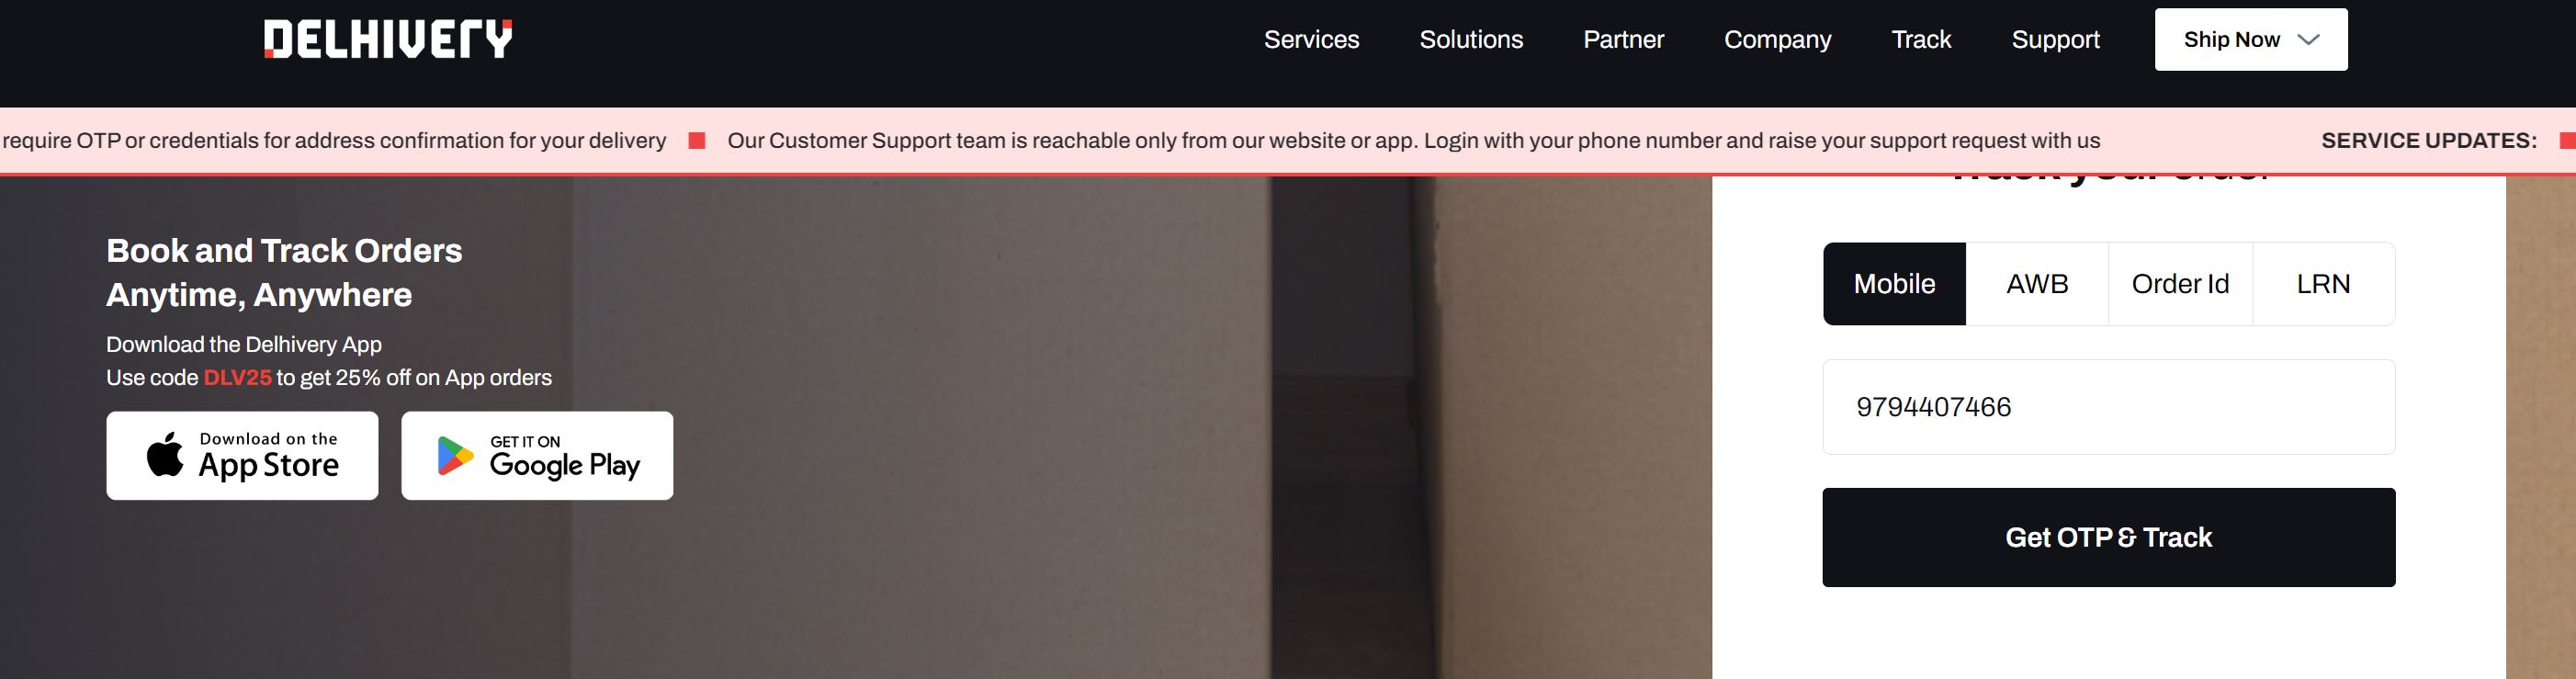 DELHIVERY
Services Solutions Partner Company Track Support Ship Now
require OTP or credentials for address confirmation for your delivery Our Customer Support team is reachable only from our website or app. Login with your phone number and raise your support request with us SERVICE UPDATES:
Book and Track Orders
Anytime, Anywhere
Download the Delhivery App
Use code DLV25 to get 25% off on App orders
Download on the
App Store
GET IT ON
Google Play
Track your Order
Mobile AWB Order Id LRN
9794407466
Get OTP & Track